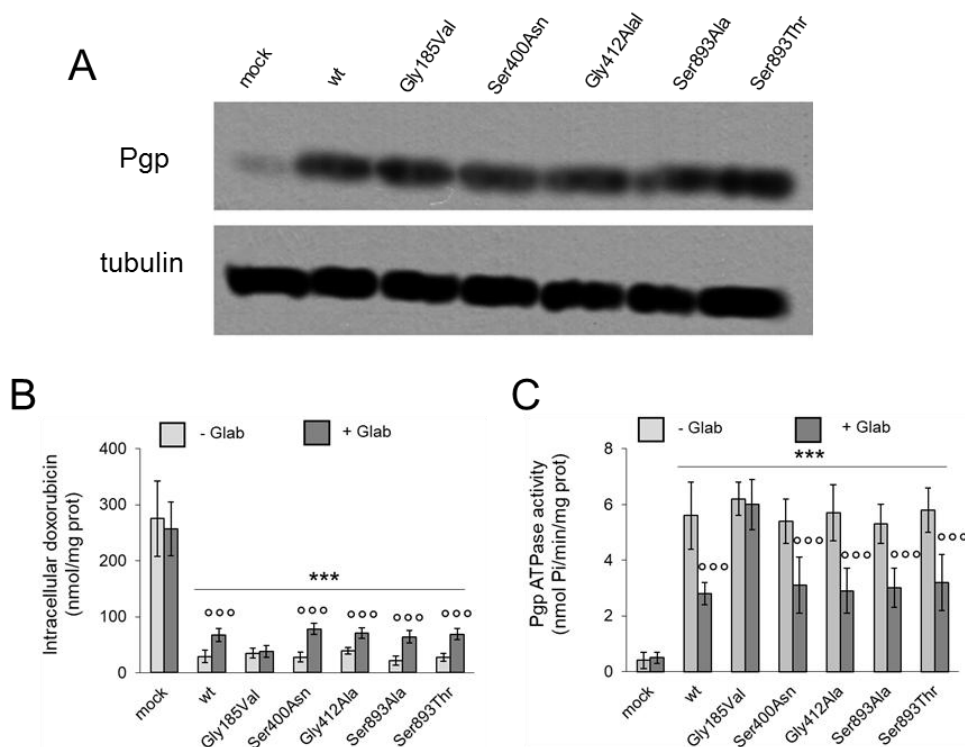 A
mock
wt
Gly185Val
Ser400Asn
Gly412Alal
Ser893Ala
Ser893Thr
Pgp
tubulin
B
- Glab
+ Glab
Intracellular doxorubicin
(nmol/mg prot)
400
300
200
100
0
***
°°°
°°°
°°°
°°°
°°°
mock
wt
Gly185Val
Ser400Asn
Gly412Ala
Ser893Ala
Ser893Thr
C
- Glab
+ Glab
Pgp ATPase activity
(nmol Pi/min/mg prot)
8
6
4
2
0
***
°°°
°°°
°°°
°°°
°°°
mock
wt
Gly185Val
Ser400Asn
Gly412Ala
Ser893Ala
Ser893Thr